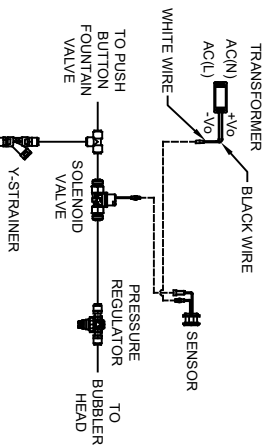 TRANSFORMER
AC(N)
+Vo
AC(L)
-Vo
BLACK WIRE
WHITE WIRE
SENSOR
TO PUSH
BUTTON
FOUNTAIN
VALVE
SOLENOID
VALVE
Y-STRAINER
PRESSURE
REGULATOR
TO
BUBBLER
HEAD